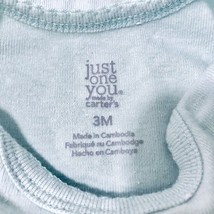 just
one
you®
made by
carter's
3M
Made in Cambodia
Fabriqué au Cambodge
Hecho en Camboya